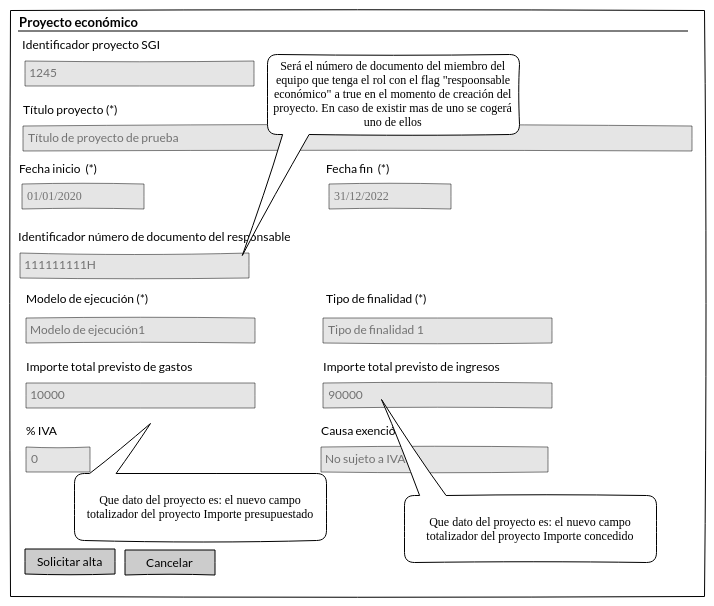 Proyecto económico
Identificador proyecto SGI
1245
Será el número de documento del miembro del
equipo que tenga el rol con el flag "respoonsable
económico" a true en el momento de creación del
proyecto. En caso de existir mas de uno se cogerá
uno de ellos
Título proyecto (*)
Título de proyecto de prueba
Fecha inicio (*)
Fecha fin (*)
01/01/2020
31/12/2022
Identificador número de documento del responsable
111111111H
Modelo de ejecución (*)
Tipo de finalidad (*)
Modelo de ejecución1
Tipo de finalidad 1
Importe total previsto de gastos
Importe total previsto de ingresos
10000
90000
% IVA
Causa exenció
0
No sujeto a IVA
Que dato del proyecto es: el nuevo campo
totalizador del proyecto Importe presupuestado
Que dato del proyecto es: el nuevo campo
totalizador del proyecto Importe concedido
Solicitar alta
Cancelar